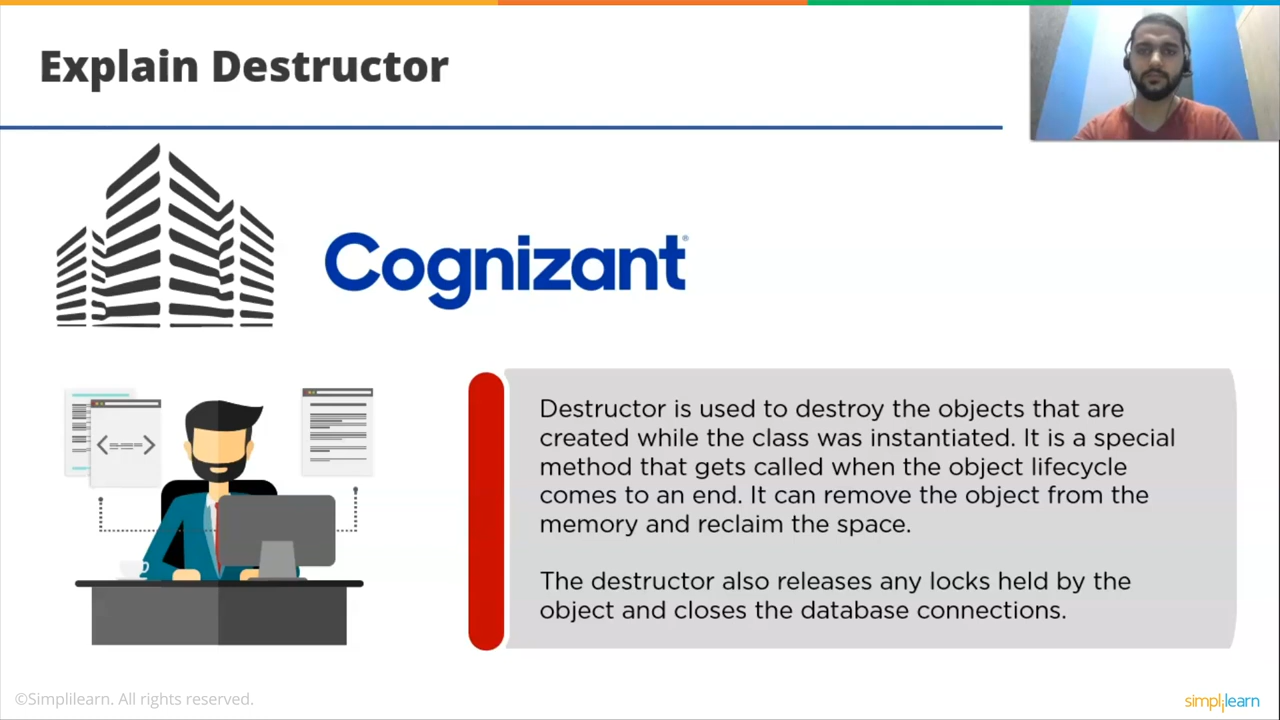 Explain Destructor
Cognizant®
Destructor is used to destroy the objects that are
created while the class was instantiated. It is a special
method that gets called when the object lifecycle
comes to an end. It can remove the object from the
memory and reclaim the space.
The destructor also releases any locks held by the
object and closes the database connections.
©Simplilearn. All rights reserved.
simplilearn